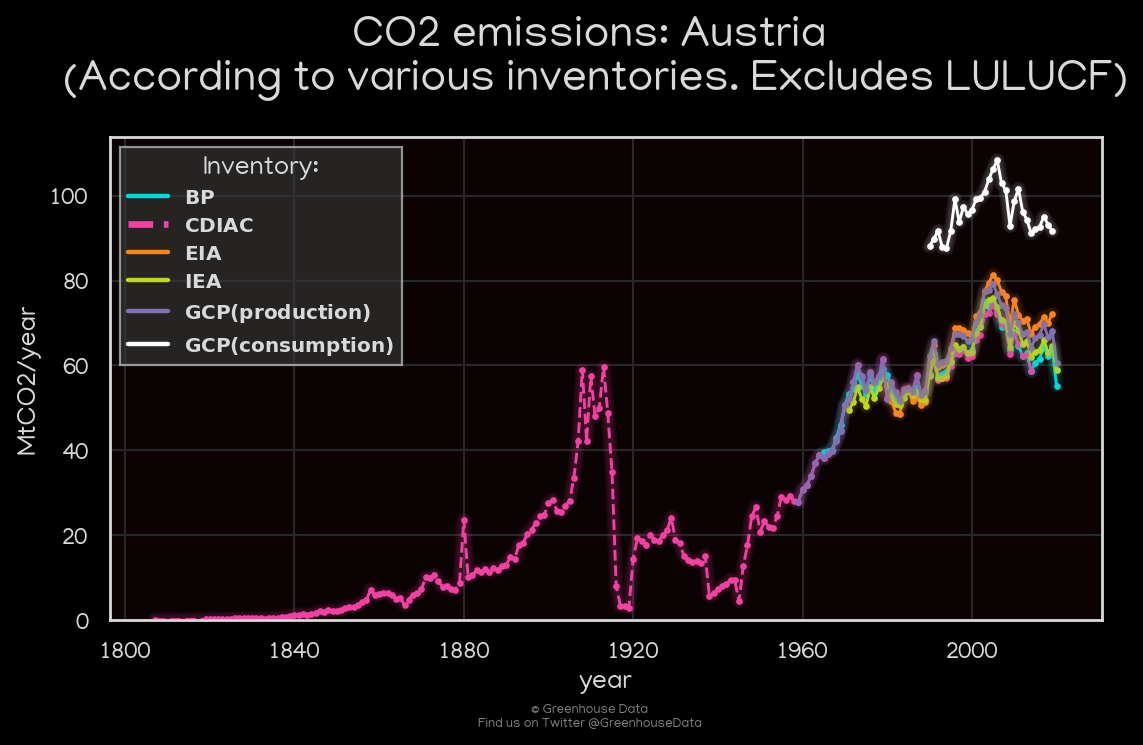 CO2 emissions: Austria
(According to various inventories. Excludes LULUCF)
Inventory:
BP
CDIAC
EIA
IEA
GCP(production)
GCP(consumption)
MtCO2/year
100
80
60
40
20
0
1800
1840
1880
1920
1960
2000
year
© Greenhouse Data
Find us on Twitter @GreenhouseData